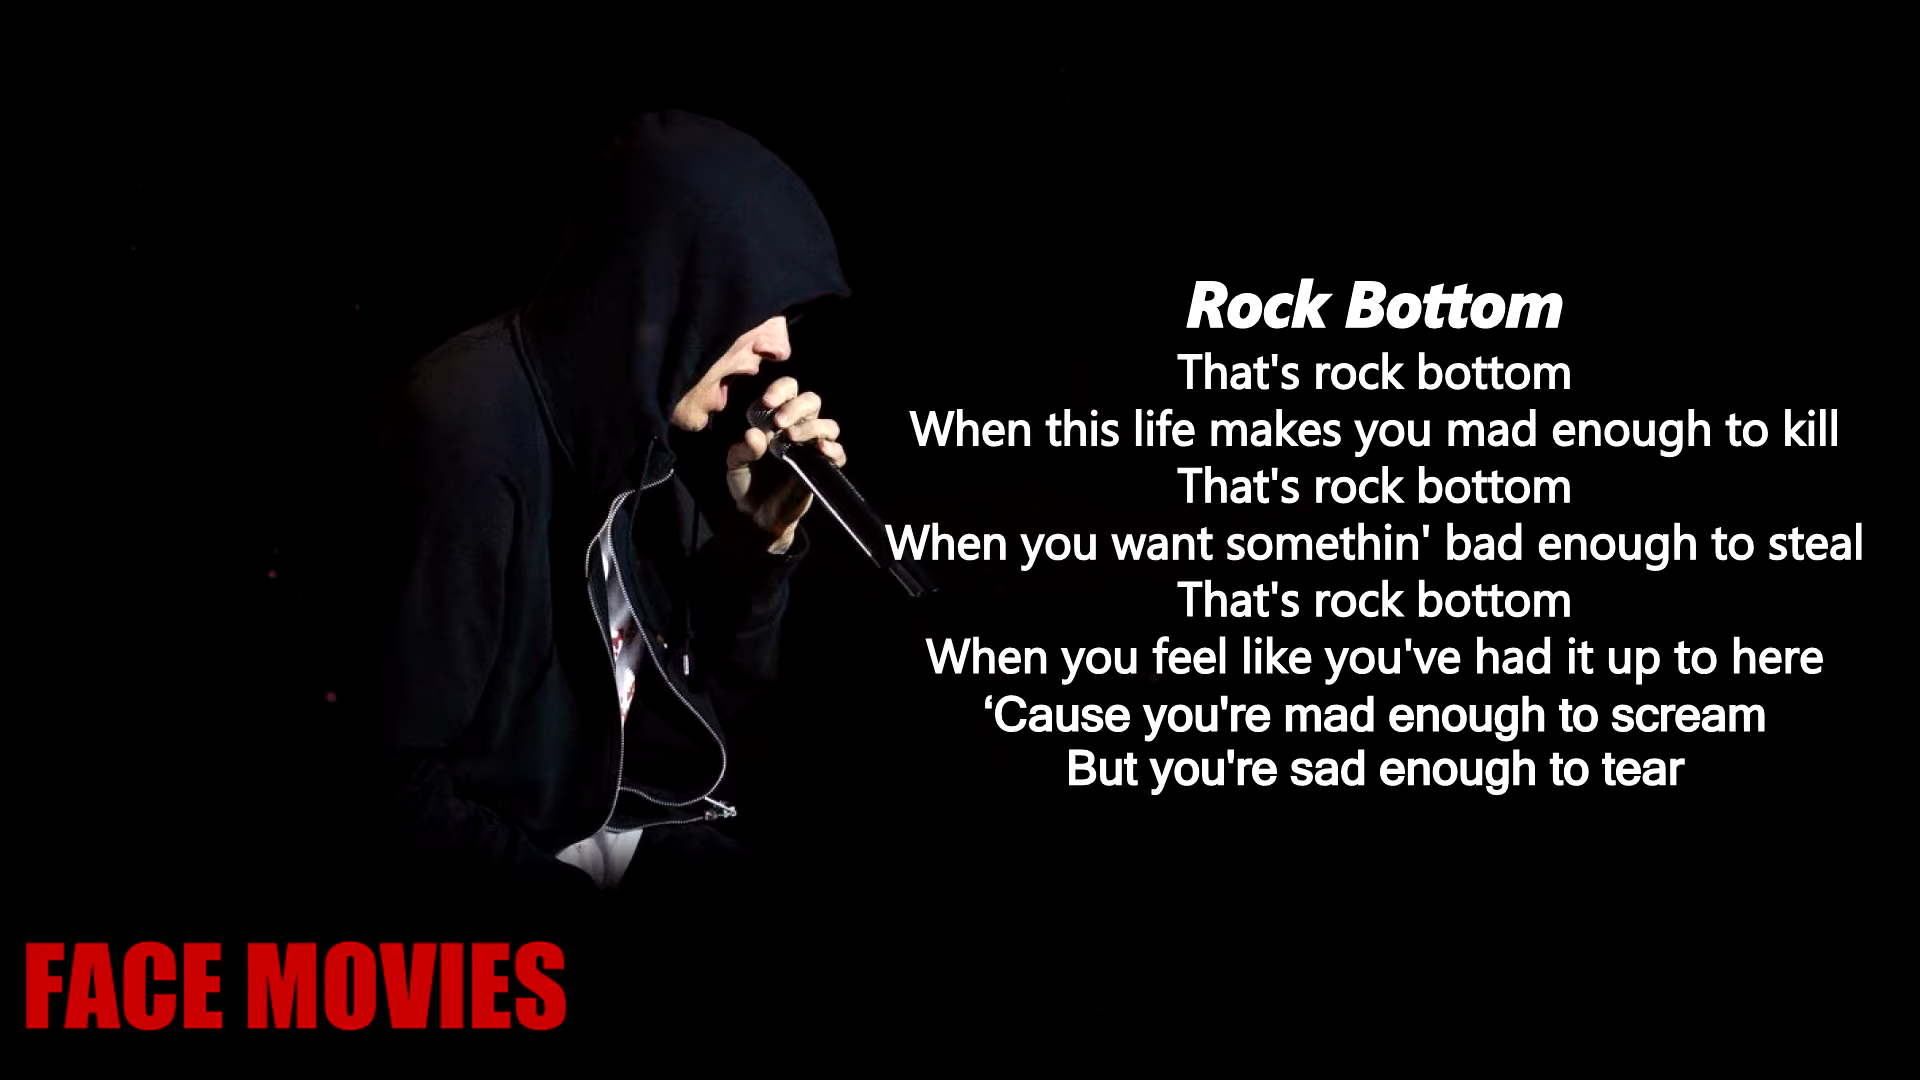 Rock Bottom
That's rock bottom
When this life makes you mad enough to kill
That's rock bottom
When you want somethin' bad enough to steal
That's rock bottom
When you feel like you've had it up to here
‘Cause you're mad enough to scream
But you're sad enough to tear
FACE MOVIES